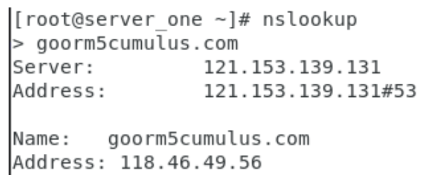 [root@server_one ~]# nslookup
> goorm5cumulus.com
Server:         121.153.139.131
Address:        121.153.139.131#53

Name:   goorm5cumulus.com
Address: 118.46.49.56